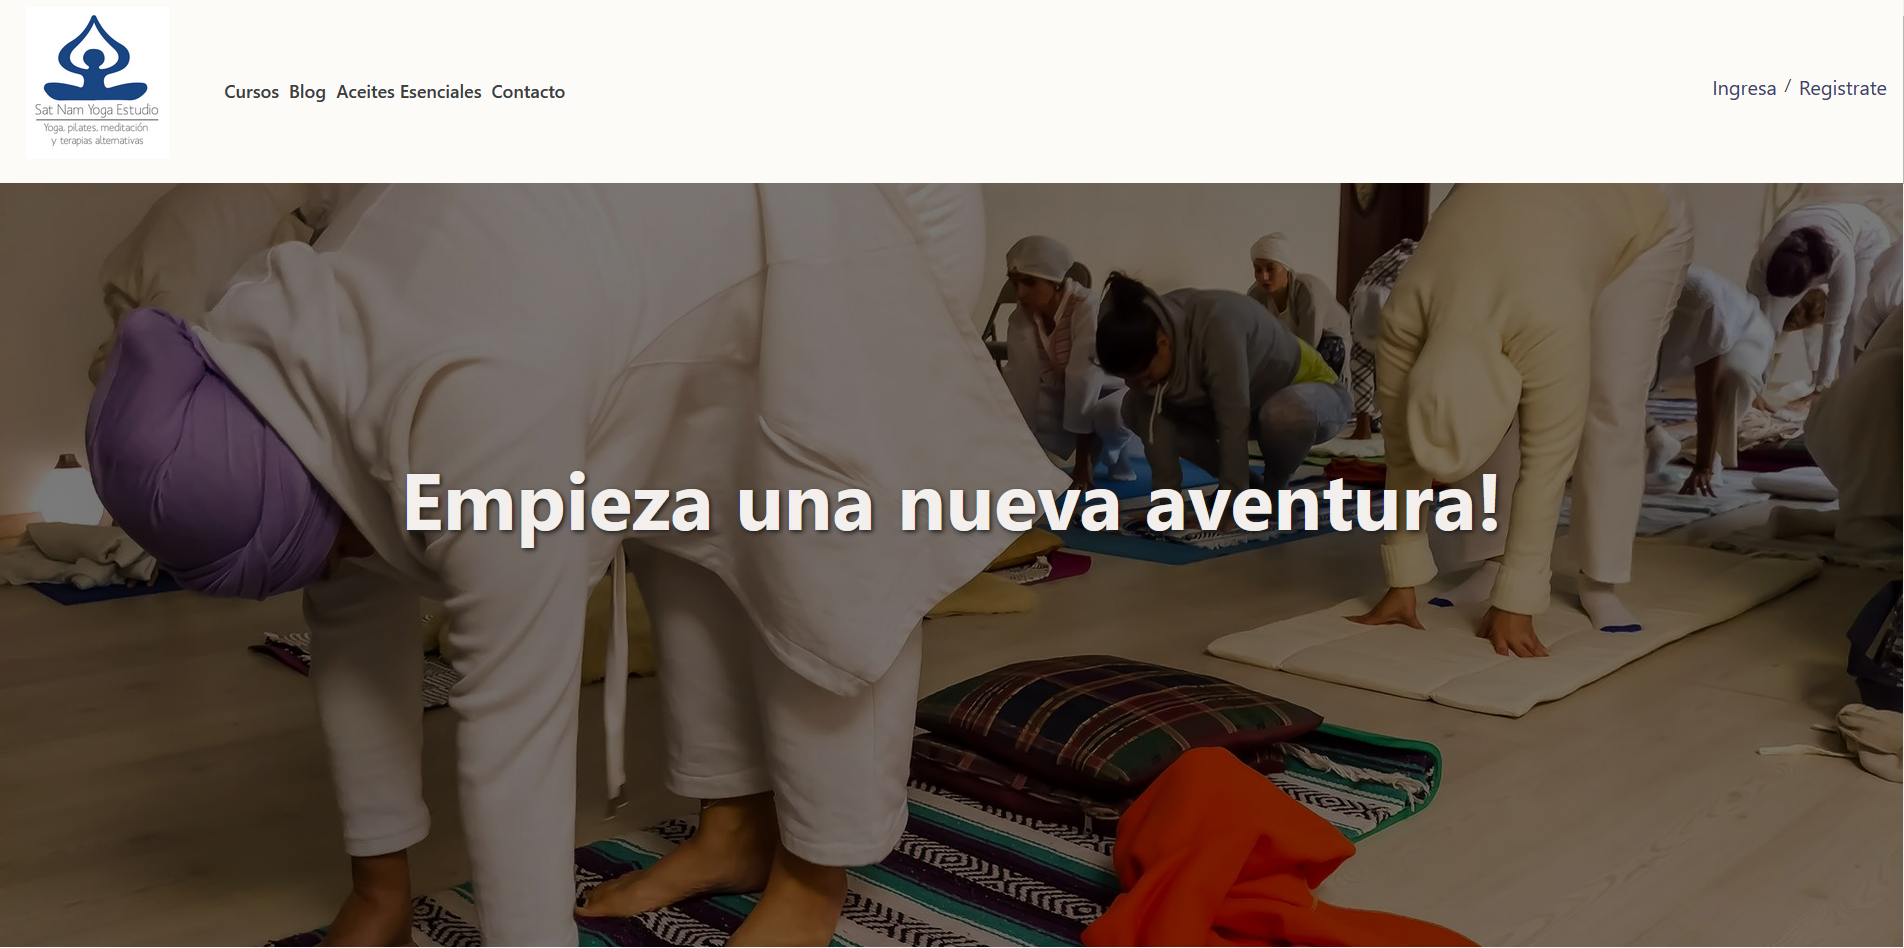 Sat Nam Yoga Estudio
Yoga, pilates, meditación
y terapias alternativas
Cursos Blog Aceites Esenciales Contacto
Ingresa / Registrate
Empieza una nueva aventura!